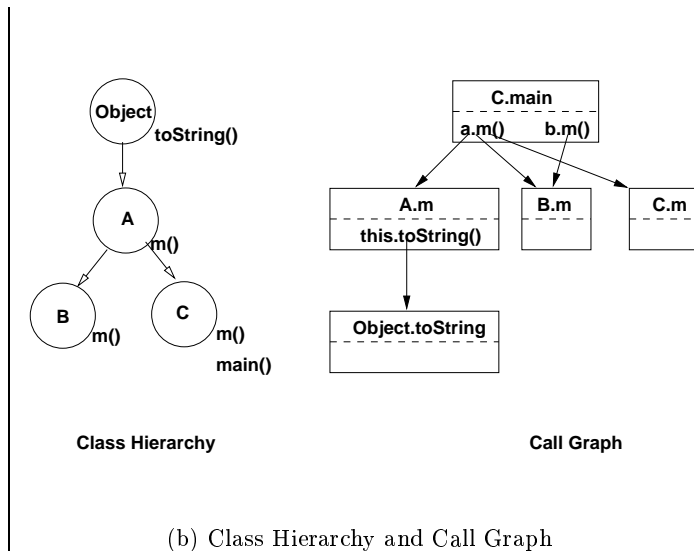 Object
toString()
A
m()
B
m()
C
m()
main()
Class Hierarchy
C.main
a.m()
b.m()
A.m
this.toString()
B.m
C.m
Object.toString
Call Graph
(b) Class Hierarchy and Call Graph